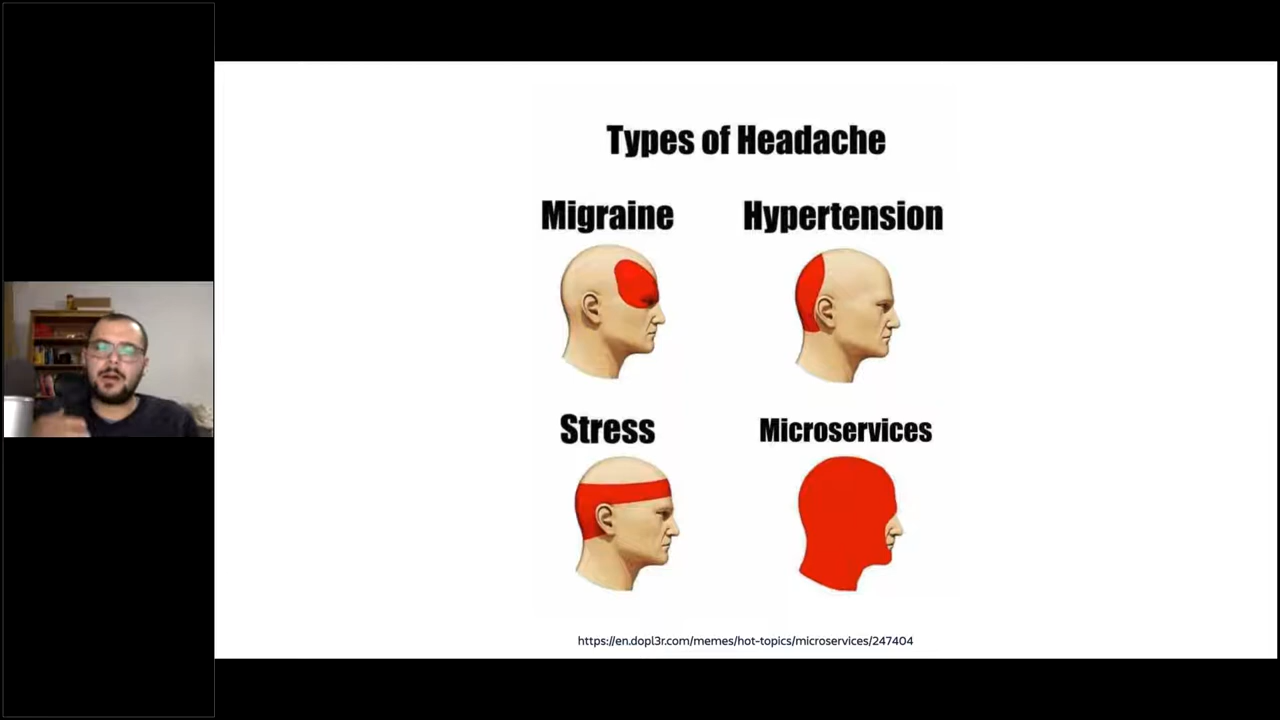 Types of Headache
Migraine
Hypertension
Stress
Microservices
https://en.dopl3r.com/memes/hot-topics/microservices/247404